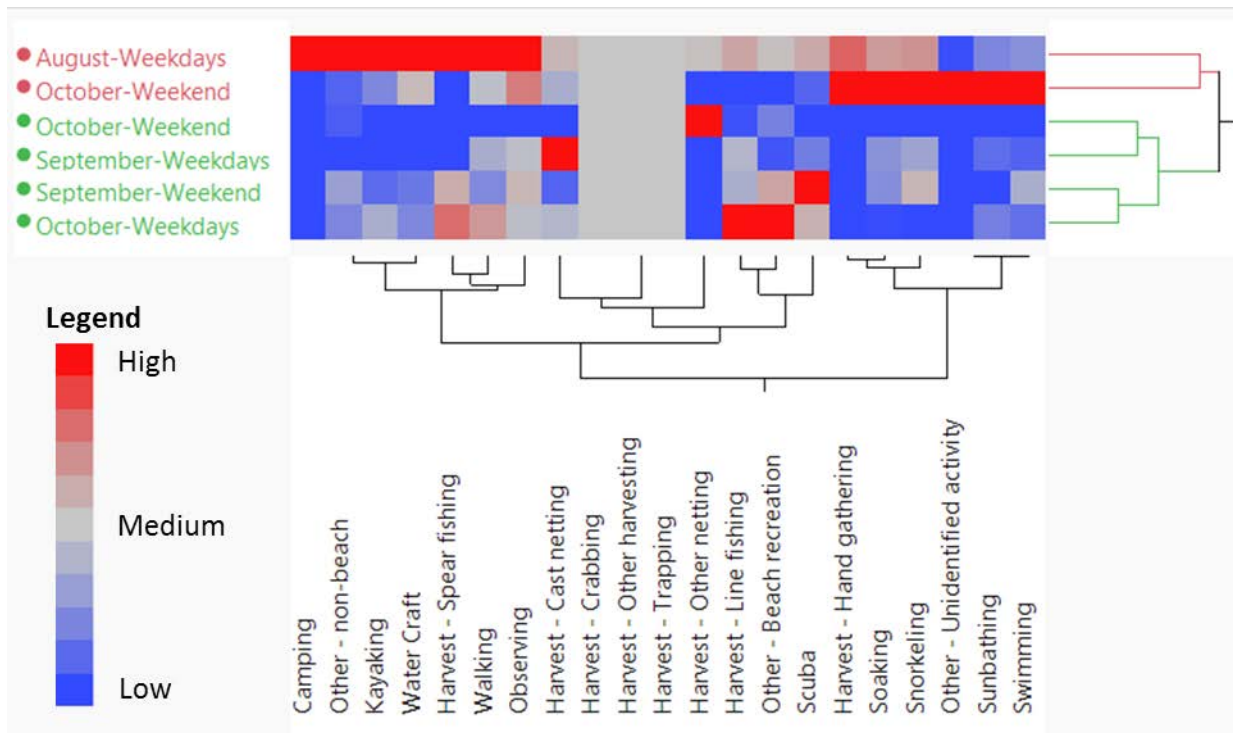 August-Weekdays
October-Weekend
October-Weekend
September-Weekdays
September-Weekend
October-Weekdays
Legend
High
Medium
Low
Camping
Other - non-beach
Kayaking
Water Craft
Harvest - Spear fishing
Walking
Observing
Harvest - Cast netting
Harvest - Crabbing
Harvest - Other harvesting
Harvest - Trapping
Harvest - Other netting
Harvest - Line fishing
Other - Beach recreation
Scuba
Harvest - Hand gathering
Soaking
Snorkeling
Other - Unidentified activity
Sunbathing
Swimming